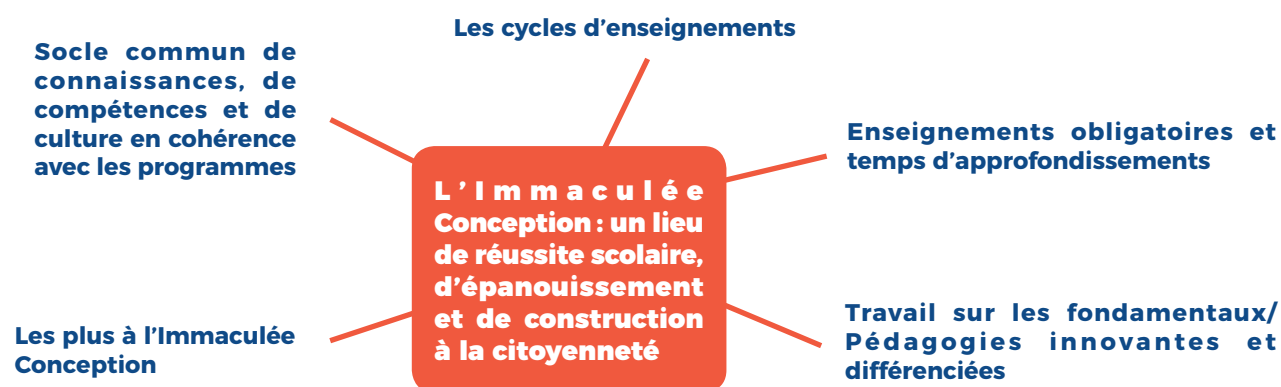 Les cycles d'enseignements
Socle commun de
connaissances, de
compétences et de
culture en cohérence
avec les programmes
Enseignements obligatoires et
temps d'approfondissements
L'Immaculée
Conception : un lieu
de réussite scolaire,
d'épanouissement
et de construction
à la citoyenneté
Les plus à l'Immaculée
Conception
Travail sur les fondamentaux/
Pédagogies innovantes et
différenciées